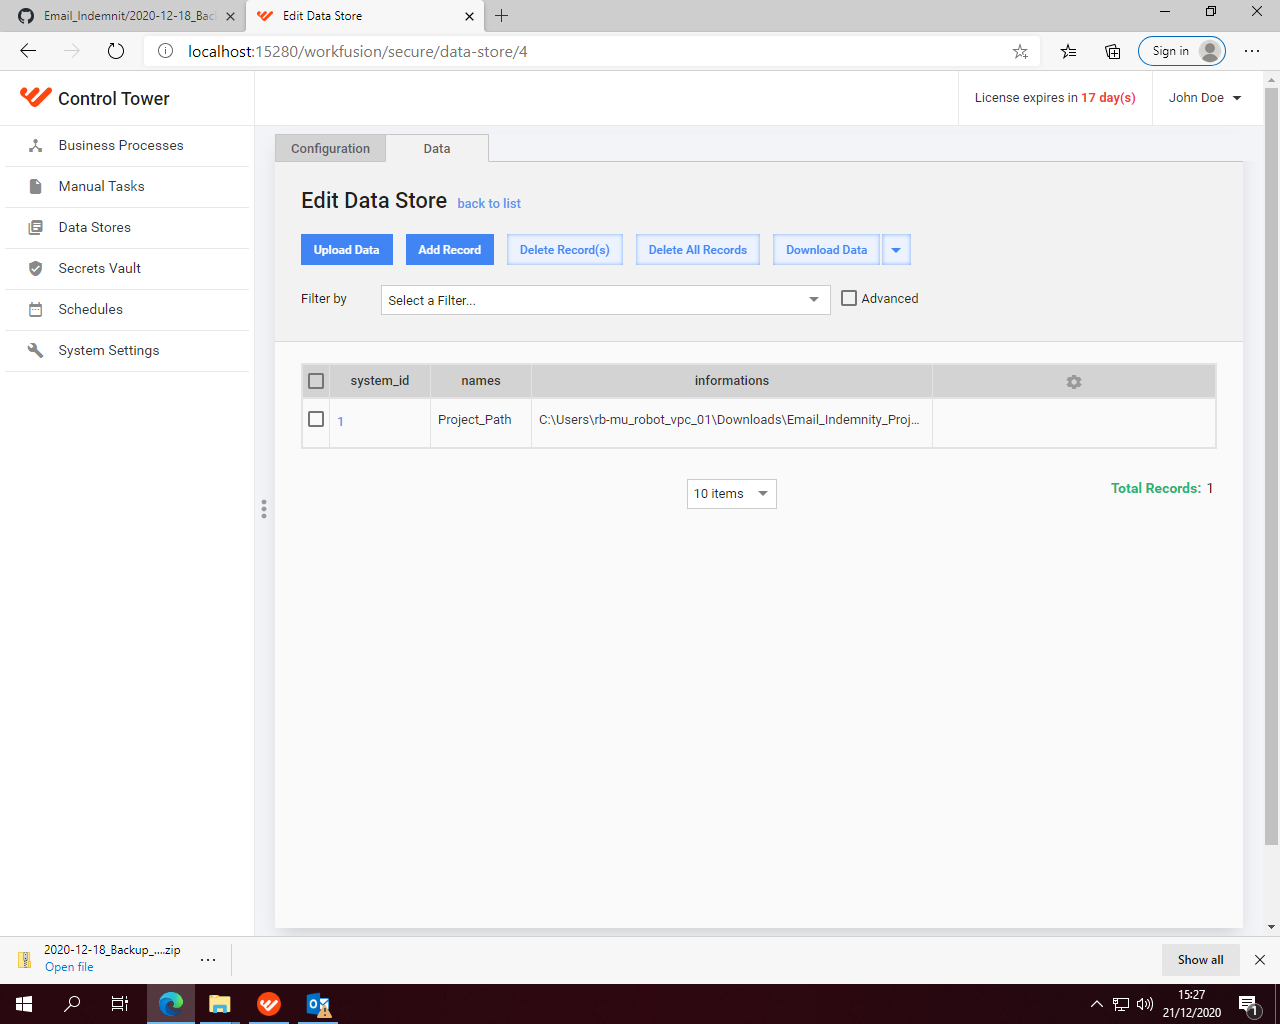 Email_Indemnit/2020-12-18_Bac
Edit Data Store
localhost:15280/workfusion/secure/data-store/4
Sign in
Control Tower
License expires in 17 day(s)
John Doe
Business Processes
Manual Tasks
Data Stores
Secrets Vault
Schedules
System Settings
Configuration
Data
Edit Data Store back to list
Upload Data
Add Record
Delete Record(s)
Delete All Records
Download Data
Filter by
Select a Filter...
Advanced
system_id
names
informations
1
Project_Path
C:\Users\rb-mu_robot_vpc_01\Downloads\Email_Indemnity_Proj...
10 items
Total Records: 1
2020-12-18_Backup_....zip
Open file
Show all
15:27
21/12/2020
1